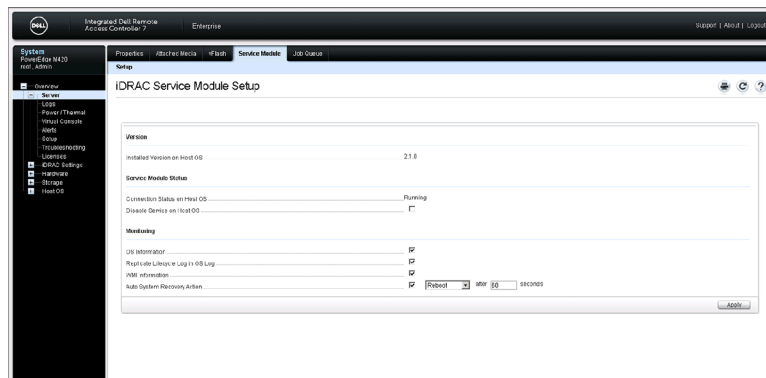 DELL
Integrated Dell Remote
Access Controller 7
Enterprise
Support | About | Logout
System
PowerEdge M420
root, Admin
Overview
Server
Logs
Power / Thermal
Virtual Console
Alerts
Setup
Troubleshooting
Licenses
iDRAC Settings
Hardware
Storage
Host OS
Properties
Attached Media
vFlash
Service Module
Job Queue
Setup
iDRAC Service Module Setup
?
Version
Installed Version on Host OS
2.1.0
Service Module Status
Connection Status on Host OS
Running
Disable Service on Host OS
Monitoring
OS Information
Replicate Lifecycle Log in OS Log
WMI Information
Auto System Recovery Action
Reboot
after
60
seconds
Apply